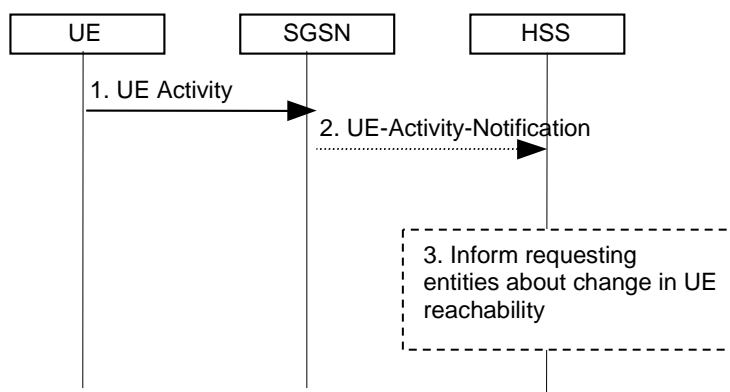 UE
SGSN
HSS
1. UE Activity
2. UE-Activity-Notification
3. Inform requesting
entities about change in UE
reachability